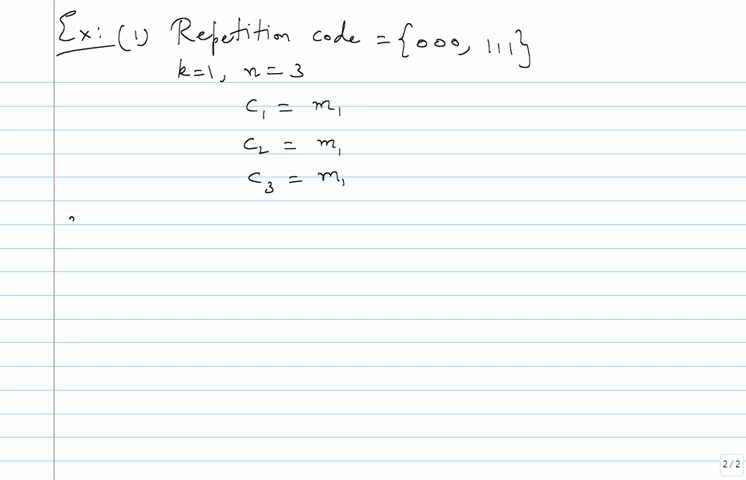 Ex: (1) Repetition code = {000, 111}
k=1, n=3
c₁ = m₁
c₂ = m₁
c₃ = m₁
2/2